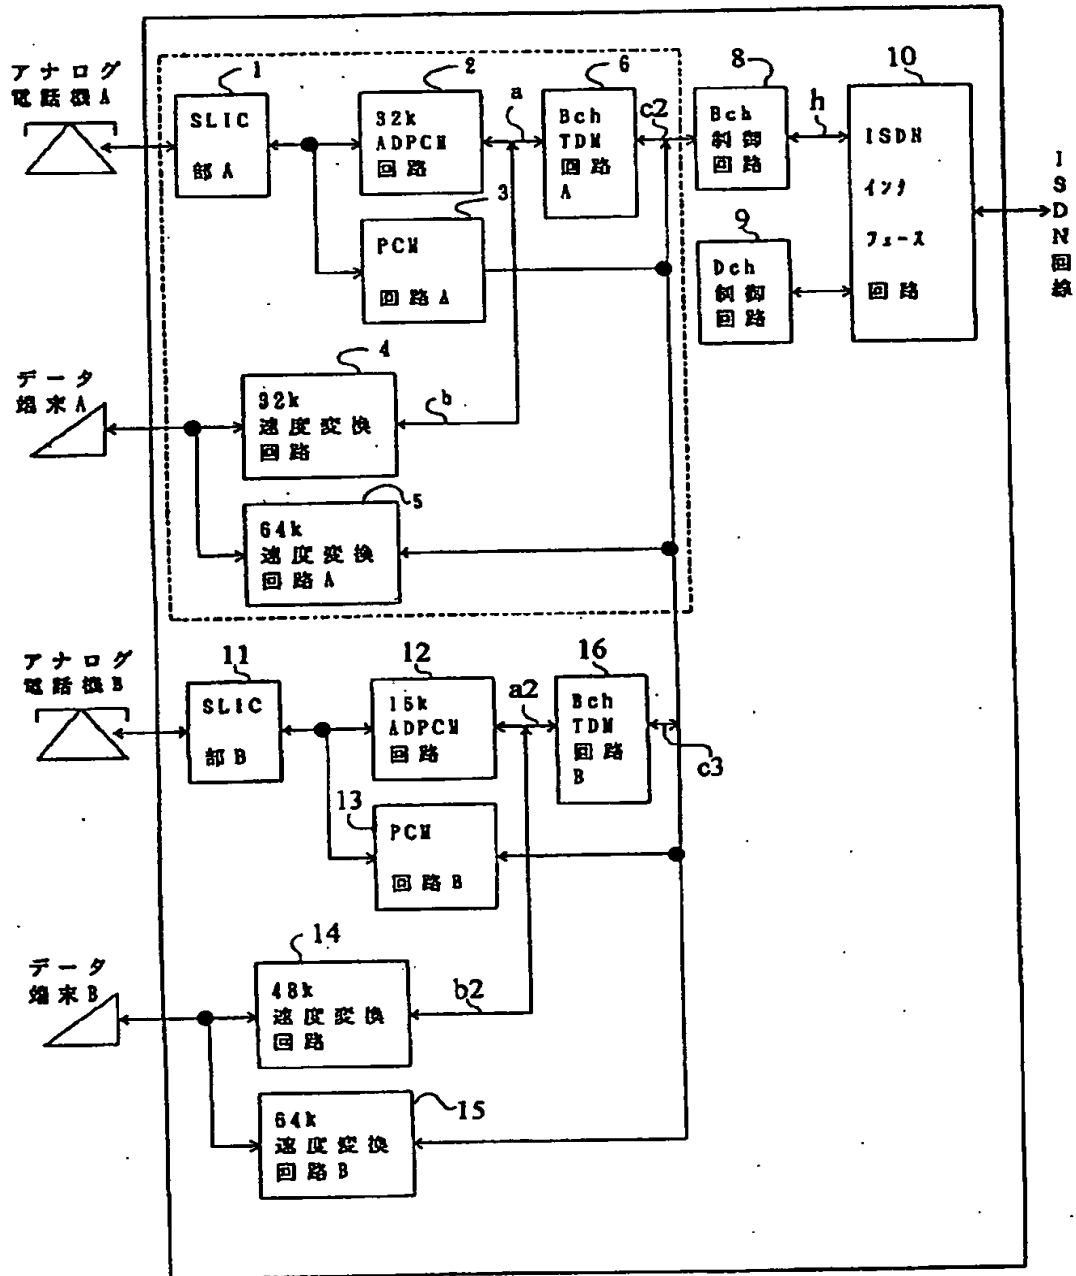 アナログ
電話機A
1
SLIC
部A
2
32k
ADPCM
回路
a
6
Bch
TDM
回路
A
c2
8
Bch
制御
回路
h
10
ISDN
インタ
フェース
回路
ISDN回線
3
PCM
回路A
9
Dch
制御
回路
データ
端末A
4
32k
速度変換
回路
b
5
64k
速度変換
回路A
アナログ
電話機B
11
SLIC
部B
12
15k
ADPCM
回路
a2
16
Bch
TDM
回路
B
c3
13
PCM
回路B
データ
端末B
14
48k
速度変換
回路
b2
15
64k
速度変換
回路B